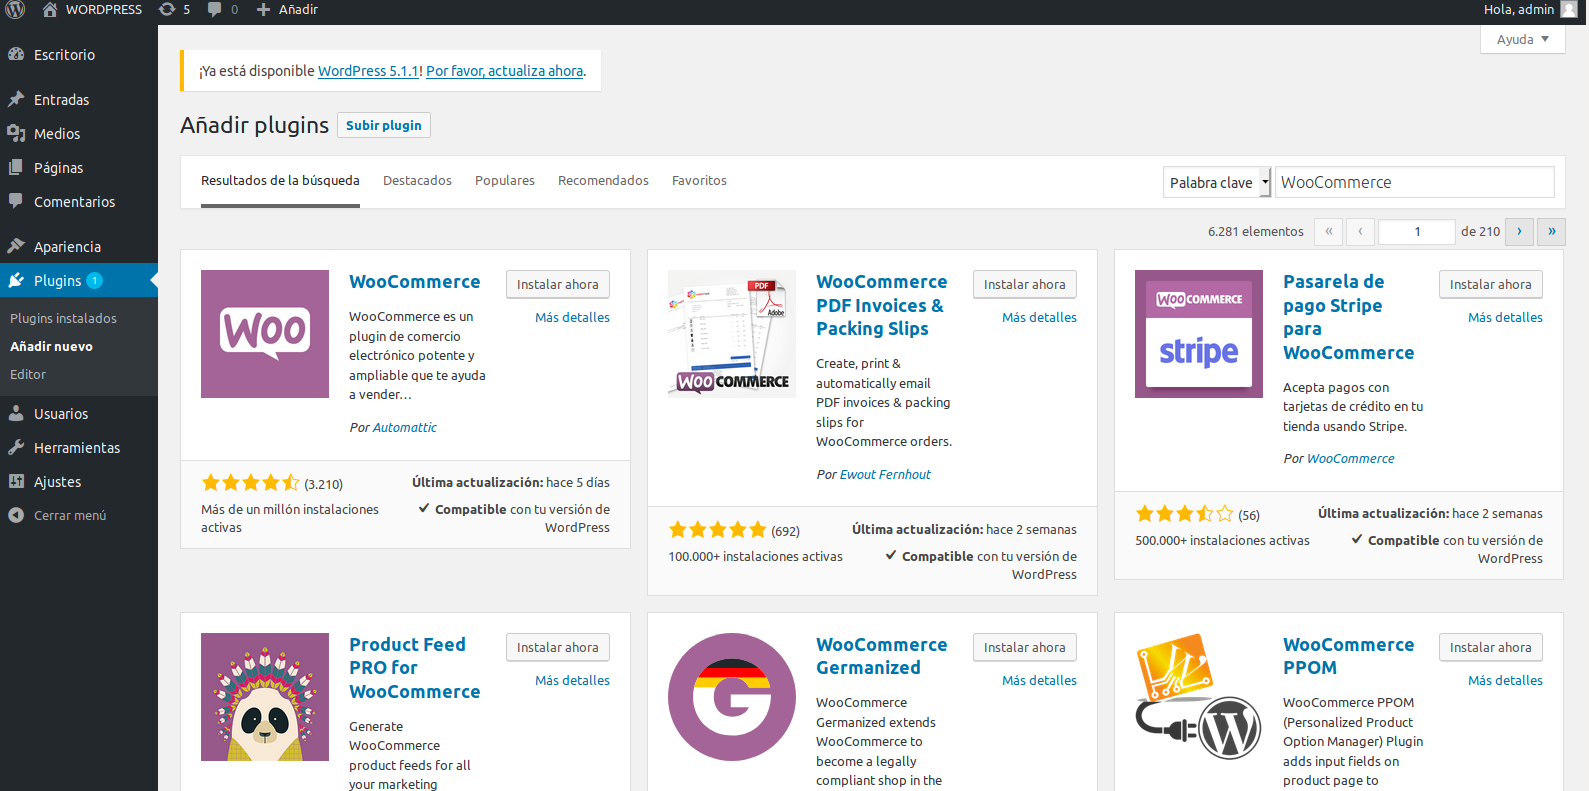 WORDPRESS 5 0 Añadir Hola, admin
Ayuda
Escritorio
Entradas
Medios
Páginas
Comentarios
Apariencia
Plugins 1
Plugins instalados
Añadir nuevo
Editor
Usuarios
Herramientas
Ajustes
Cerrar menú
¡Ya está disponible WordPress 5.1.1! Por favor, actualiza ahora.
Añadir plugins Subir plugin
Resultados de la búsqueda Destacados Populares Recomendados Favoritos Palabra clave WooCommerce
6.281 elementos « ‹ 1 de 210 › »
WOO
WooCommerce
Instalar ahora
Más detalles
WooCommerce es un
plugin de comercio
electrónico potente y
ampliable que te ayuda
a vender…
Por Automattic
(3.210)
Más de un millón instalaciones
activas
Última actualización: hace 5 días
Compatible con tu versión de
WordPress
PDF
Adobe
WOO COMMERCE
WooCommerce
PDF Invoices &
Packing Slips
Instalar ahora
Más detalles
Create, print &
automatically email
PDF invoices & packing
slips for
WooCommerce orders.
Por Ewout Fernhout
(692)
100.000+ instalaciones activas
Última actualización: hace 2 semanas
Compatible con tu versión de
WordPress
WOO COMMERCE
stripe
Pasarela de
pago Stripe
para
WooCommerce
Instalar ahora
Más detalles
Acepta pagos con
tarjetas de crédito en tu
tienda usando Stripe.
Por WooCommerce
(56)
500.000+ instalaciones activas
Última actualización: hace 2 semanas
Compatible con tu versión de
WordPress
Product Feed
PRO for
WooCommerce
Instalar ahora
Más detalles
Generate
WooCommerce
product feeds for all
your marketing
G
WooCommerce
Germanized
Instalar ahora
Más detalles
WooCommerce
Germanized extends
WooCommerce to
become a legally
compliant shop in the
WooCommerce
PPOM
Instalar ahora
Más detalles
WooCommerce PPOM
(Personalized Product
Option Manager) Plugin
adds input fields on
product page to